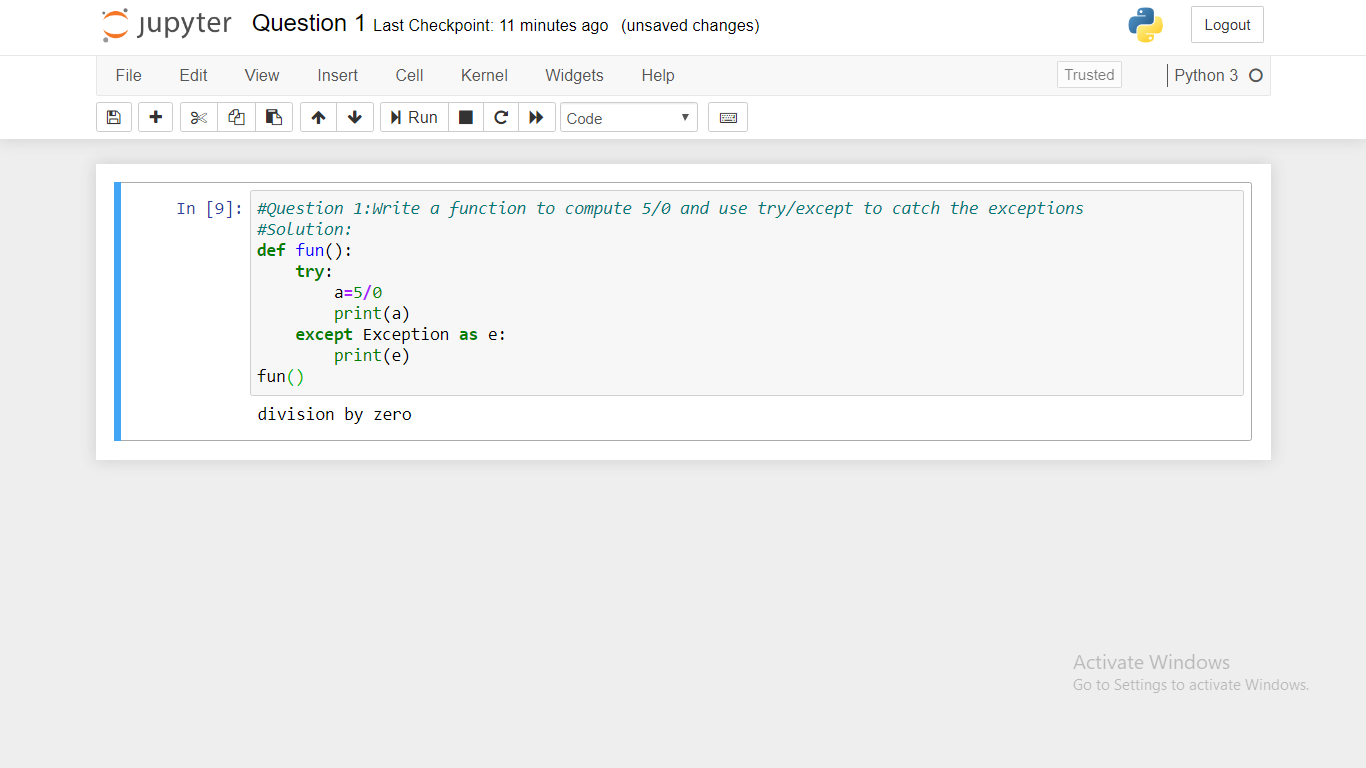 jupyter Question 1 Last Checkpoint: 11 minutes ago (unsaved changes) Logout
File Edit View Insert Cell Kernel Widgets Help Trusted Python 3
Run Code
In [9]: #Question 1:Write a function to compute 5/0 and use try/except to catch the exceptions
#Solution:
def fun():
    try:
        a=5/0
        print(a)
    except Exception as e:
        print(e)
fun()
division by zero
Activate Windows
Go to Settings to activate Windows.